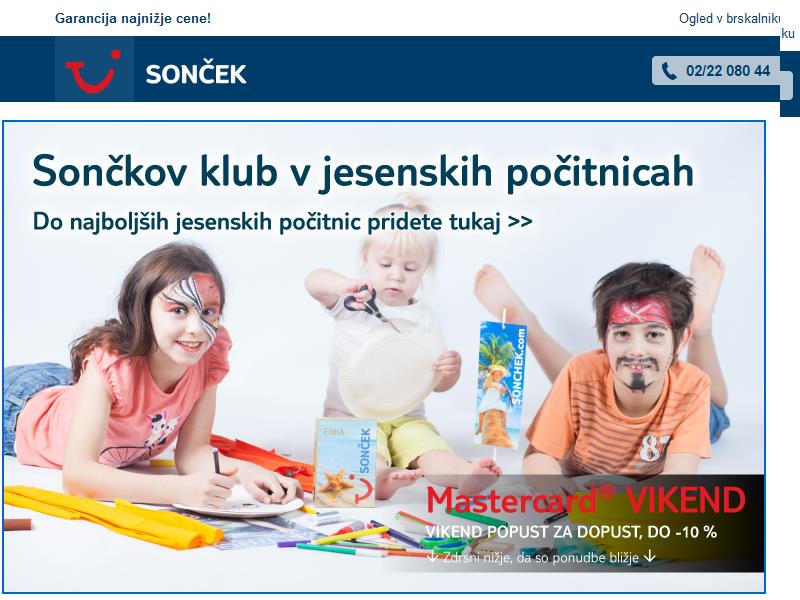 Garancija najnižje cene!
Ogled v brskalniku
ku
SONČEK
02/22 080 44
Sončkov klub v jesenskih počitnicah
Do najboljših jesenskih počitnic pridete tukaj >>
SONCHEK.com
ENKA
SONČEK
87
Mastercard® VIKEND
VIKEND POPUST ZA DOPUST, DO -10 %
↓ Zdrsni nižje, da so ponudbe bližje ↓